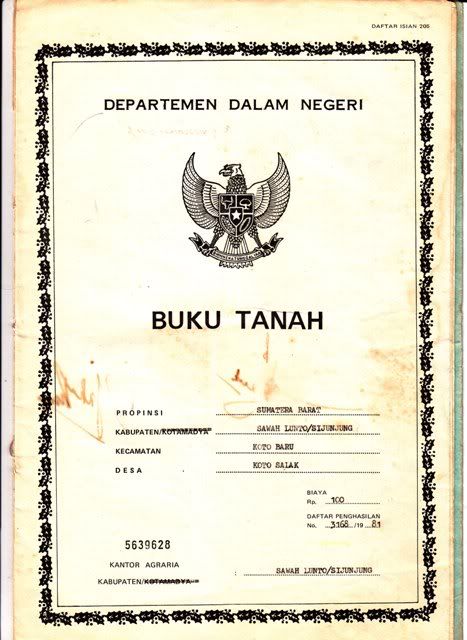 DAFTAR ISIAN 205
DEPARTEMEN DALAM NEGERI
BUKU TANAH
PROPINSI SUMATERA BARAT
KABUPATEN/KOTAMADYA SAWAH LUNTO/SIJUNJUNG
KECAMATAN KOTO BARU
DESA KOTO SALAK
BIAYA
Rp. 100
DAFTAR PENGHASILAN
No. 3168 /19 81
5639628
KANTOR AGRARIA
KABUPATEN/KOTAMADYA : SAWAH LUNTO/SIJUNJUNG